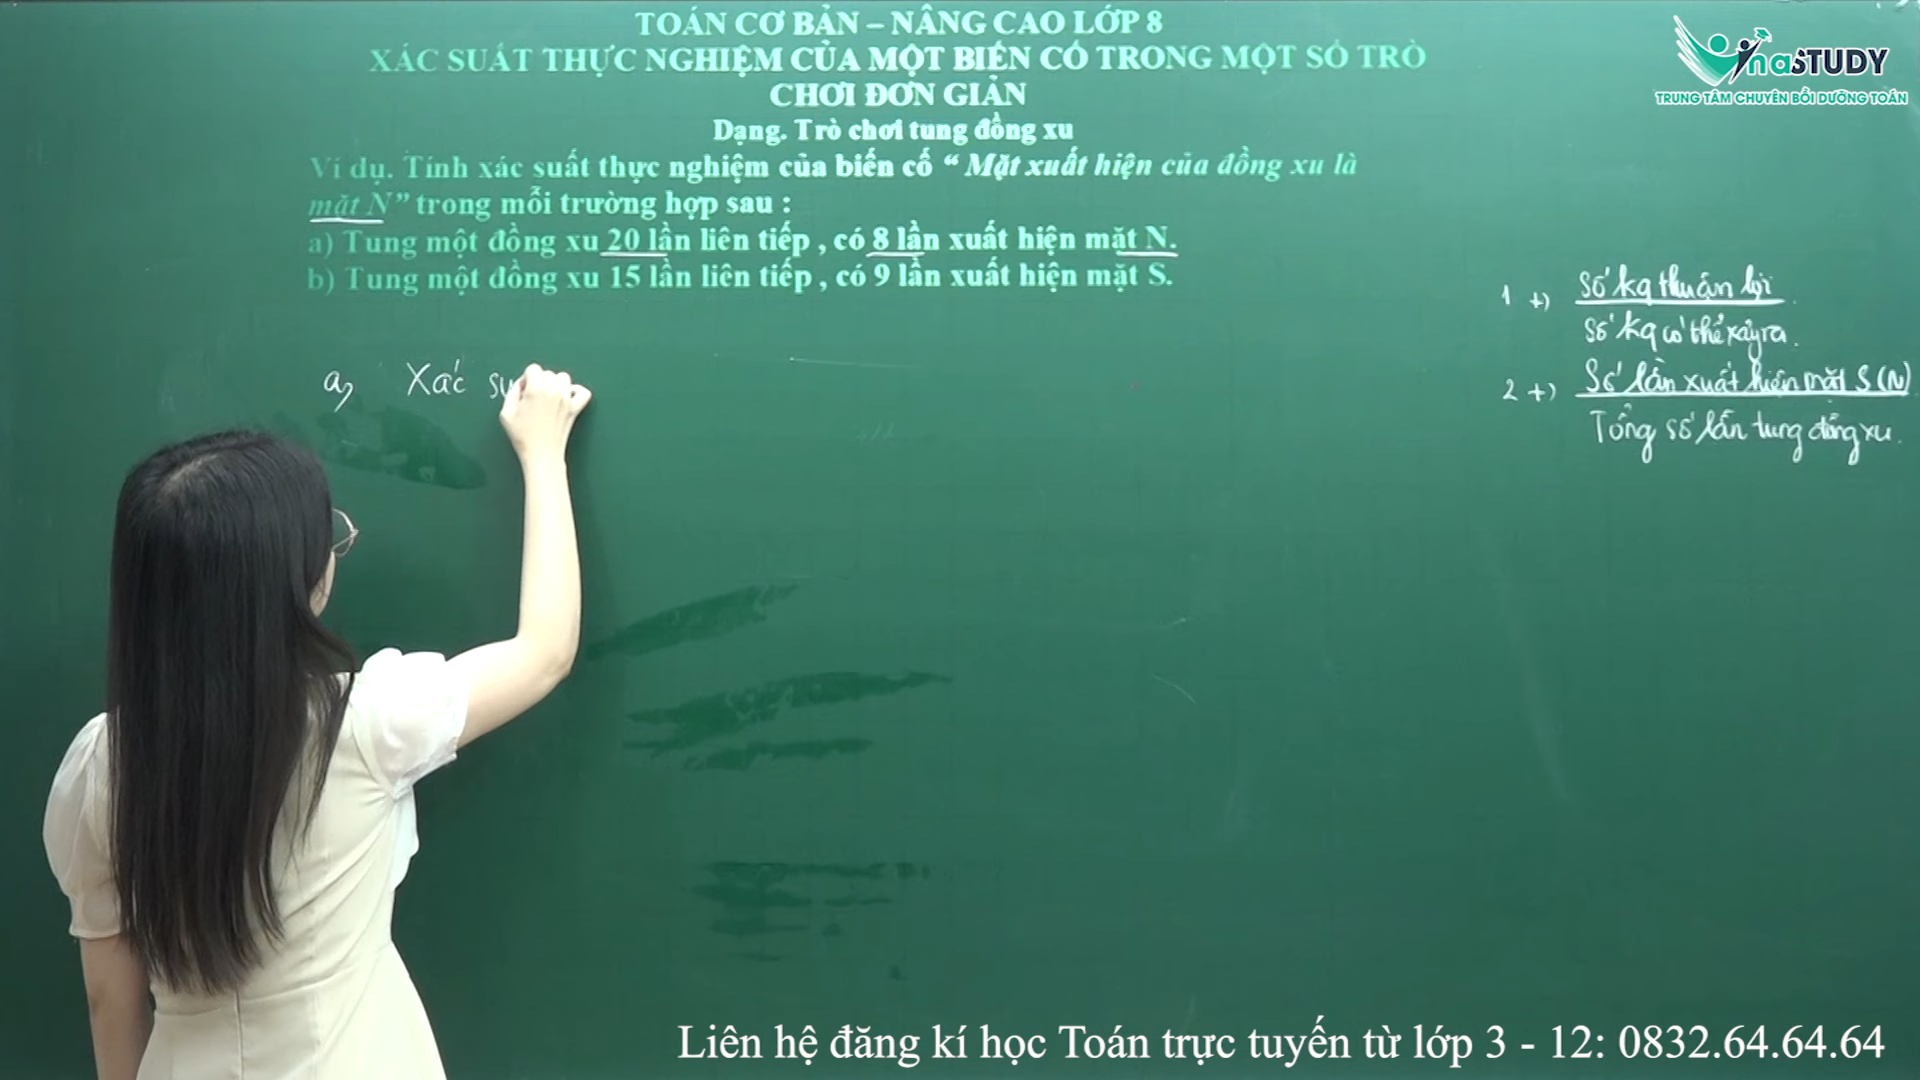 TOÁN CƠ BẢN – NÂNG CAO LỚP 8
XÁC SUẤT THỰC NGHIỆM CỦA MỘT BIẾN CỐ TRONG MỘT SỐ TRÒ
CHƠI ĐƠN GIẢN
Dạng. Trò chơi tung đồng xu
Ví dụ. Tính xác suất thực nghiệm của biến cố “ Mặt xuất hiện của đồng xu là
mặt N” trong mỗi trường hợp sau :
a) Tung một đồng xu 20 lần liên tiếp , có 8 lần xuất hiện mặt N.
b) Tung một đồng xu 15 lần liên tiếp , có 9 lần xuất hiện mặt S.
a, Xác su
1 +) Số kq thuận lợi
Số kq có thể xảy ra.
2 +) Số lần xuất hiện mặt S (N)
Tổng số lần tung đồng xu.
VinaSTUDY
TRUNG TÂM CHUYÊN BỒI DƯỠNG TOÁN
Liên hệ đăng kí học Toán trực tuyến từ lớp 3 - 12: 0832.64.64.64